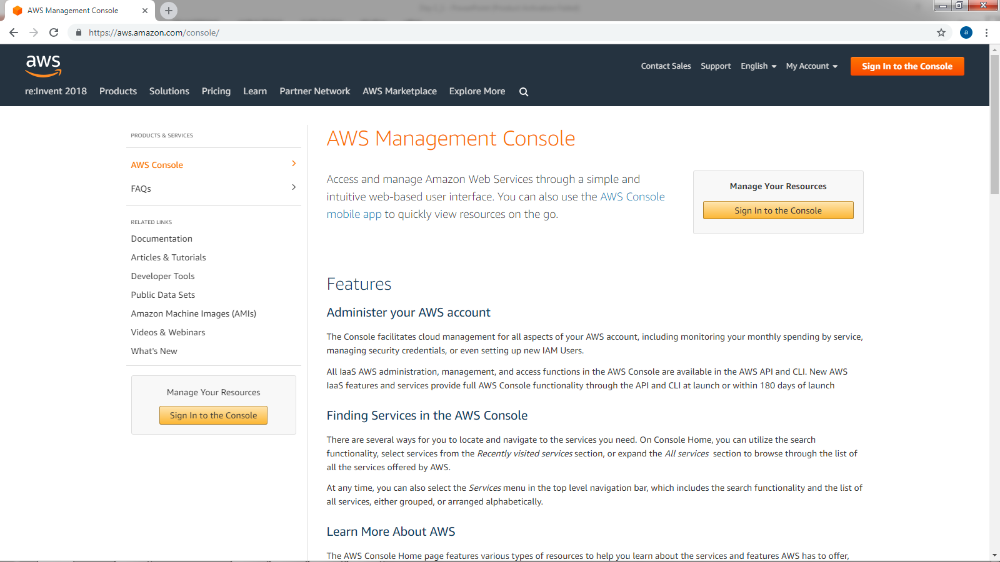 AWS Management Console
https://aws.amazon.com/console/
a
aws
Contact Sales Support English My Account Sign In to the Console
re:Invent 2018 Products Solutions Pricing Learn Partner Network AWS Marketplace Explore More
PRODUCTS & SERVICES
AWS Console
FAQs
RELATED LINKS
Documentation
Articles & Tutorials
Developer Tools
Public Data Sets
Amazon Machine Images (AMIs)
Videos & Webinars
What's New
Manage Your Resources
Sign In to the Console
AWS Management Console
Access and manage Amazon Web Services through a simple and
intuitive web-based user interface. You can also use the AWS Console
mobile app to quickly view resources on the go.
Manage Your Resources
Sign In to the Console
Features
Administer your AWS account
The Console facilitates cloud management for all aspects of your AWS account, including monitoring your monthly spending by service,
managing security credentials, or even setting up new IAM Users.
All IaaS AWS administration, management, and access functions in the AWS Console are available in the AWS API and CLI. New AWS
IaaS features and services provide full AWS Console functionality through the API and CLI at launch or within 180 days of launch
Finding Services in the AWS Console
There are several ways for you to locate and navigate to the services you need. On Console Home, you can utilize the search
functionality, select services from the Recently visited services section, or expand the All services section to browse through the list of
all the services offered by AWS.
At any time, you can also select the Services menu in the top level navigation bar, which includes the search functionality and the list of
all services, either grouped, or arranged alphabetically.
Learn More About AWS
The AWS Console Home page features various types of resources to help you learn about the services and features AWS has to offer,